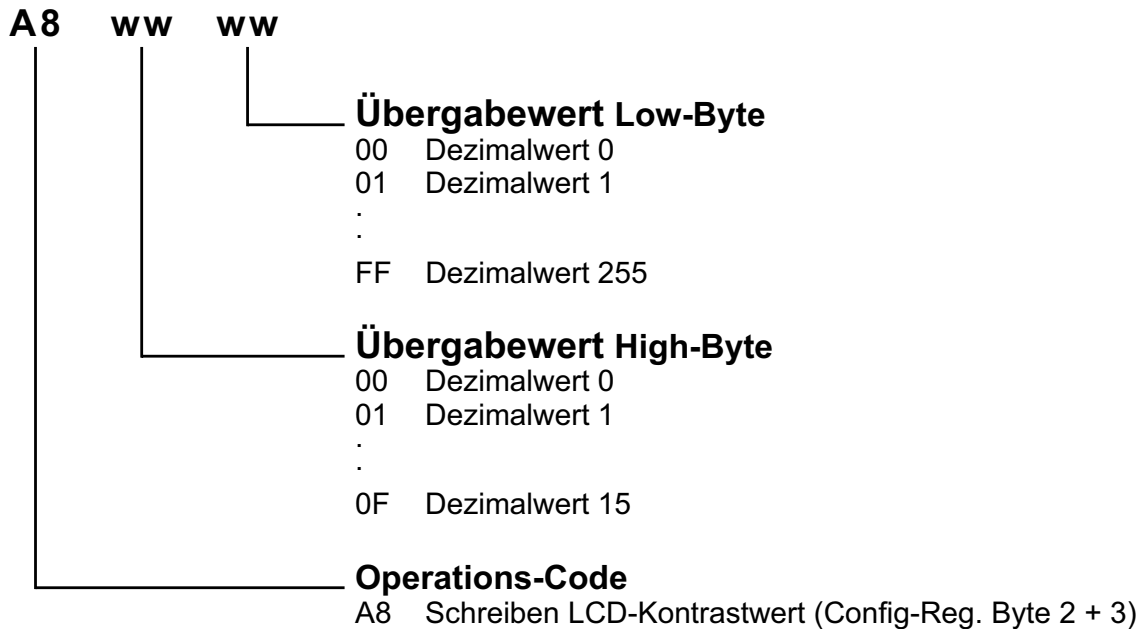 A8 ww ww
Übergabewert Low-Byte
00 Dezimalwert 0
01 Dezimalwert 1
.
.
FF Dezimalwert 255
Übergabewert High-Byte
00 Dezimalwert 0
01 Dezimalwert 1
.
.
0F Dezimalwert 15
Operations-Code
A8 Schreiben LCD-Kontrastwert (Config-Reg. Byte 2 + 3)